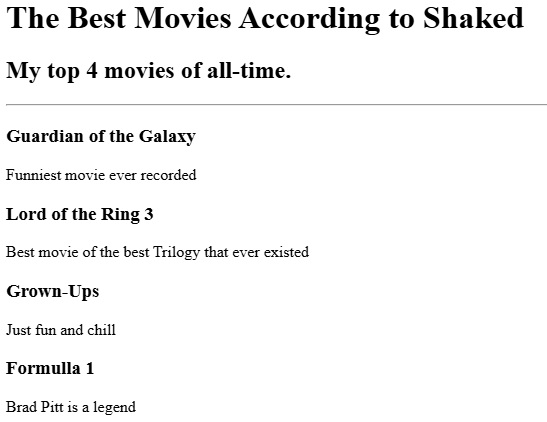 The Best Movies According to Shaked
My top 4 movies of all-time.
Guardian of the Galaxy
Funniest movie ever recorded
Lord of the Ring 3
Best movie of the best Trilogy that ever existed
Grown-Ups
Just fun and chill
Formulla 1
Brad Pitt is a legend